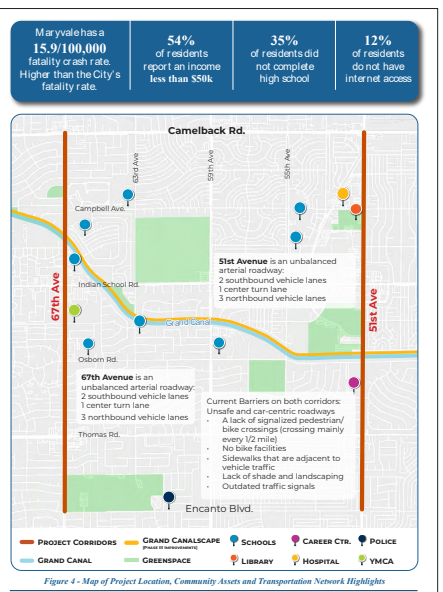 Maryvale has a
15.9/100,000
fatality crash rate.
Higher than the City's
fatality rate.
54%
of residents
report an income
less than $50k
35%
of residents did
not complete
high school
12%
of residents
do not have
internet access
Camelback Rd.
63rd Ave
59th Ave
55th Ave
Campbell Ave.
51st Avenue is an unbalanced
arterial roadway:
2 southbound vehicle lanes
1 center turn lane
3 northbound vehicle lanes
Indian School Rd.
67th Ave
51st Ave
Grand Canal
Osborn Rd.
67th Avenue is an
unbalanced arterial roadway:
2 southbound vehicle lanes
1 center turn lane
3 northbound vehicle lanes
Current Barriers on both corridors:
Unsafe and car-centric roadways
• A lack of signalized pedestrian/
bike crossings (crossing mainly
every 1/2 mile)
• No bike facilities
• Sidewalks that are adjacent to
vehicle traffic
• Lack of shade and landscaping
• Outdated traffic signals
Thomas Rd.
Encanto Blvd.
Project Corridors
Grand Canalscape
(Phase III Improvements)
Schools
Career Ctr.
Police
Grand Canal
Greenspace
Library
Hospital
YMCA
Figure 4 - Map of Project Location, Community Assets and Transportation Network Highlights